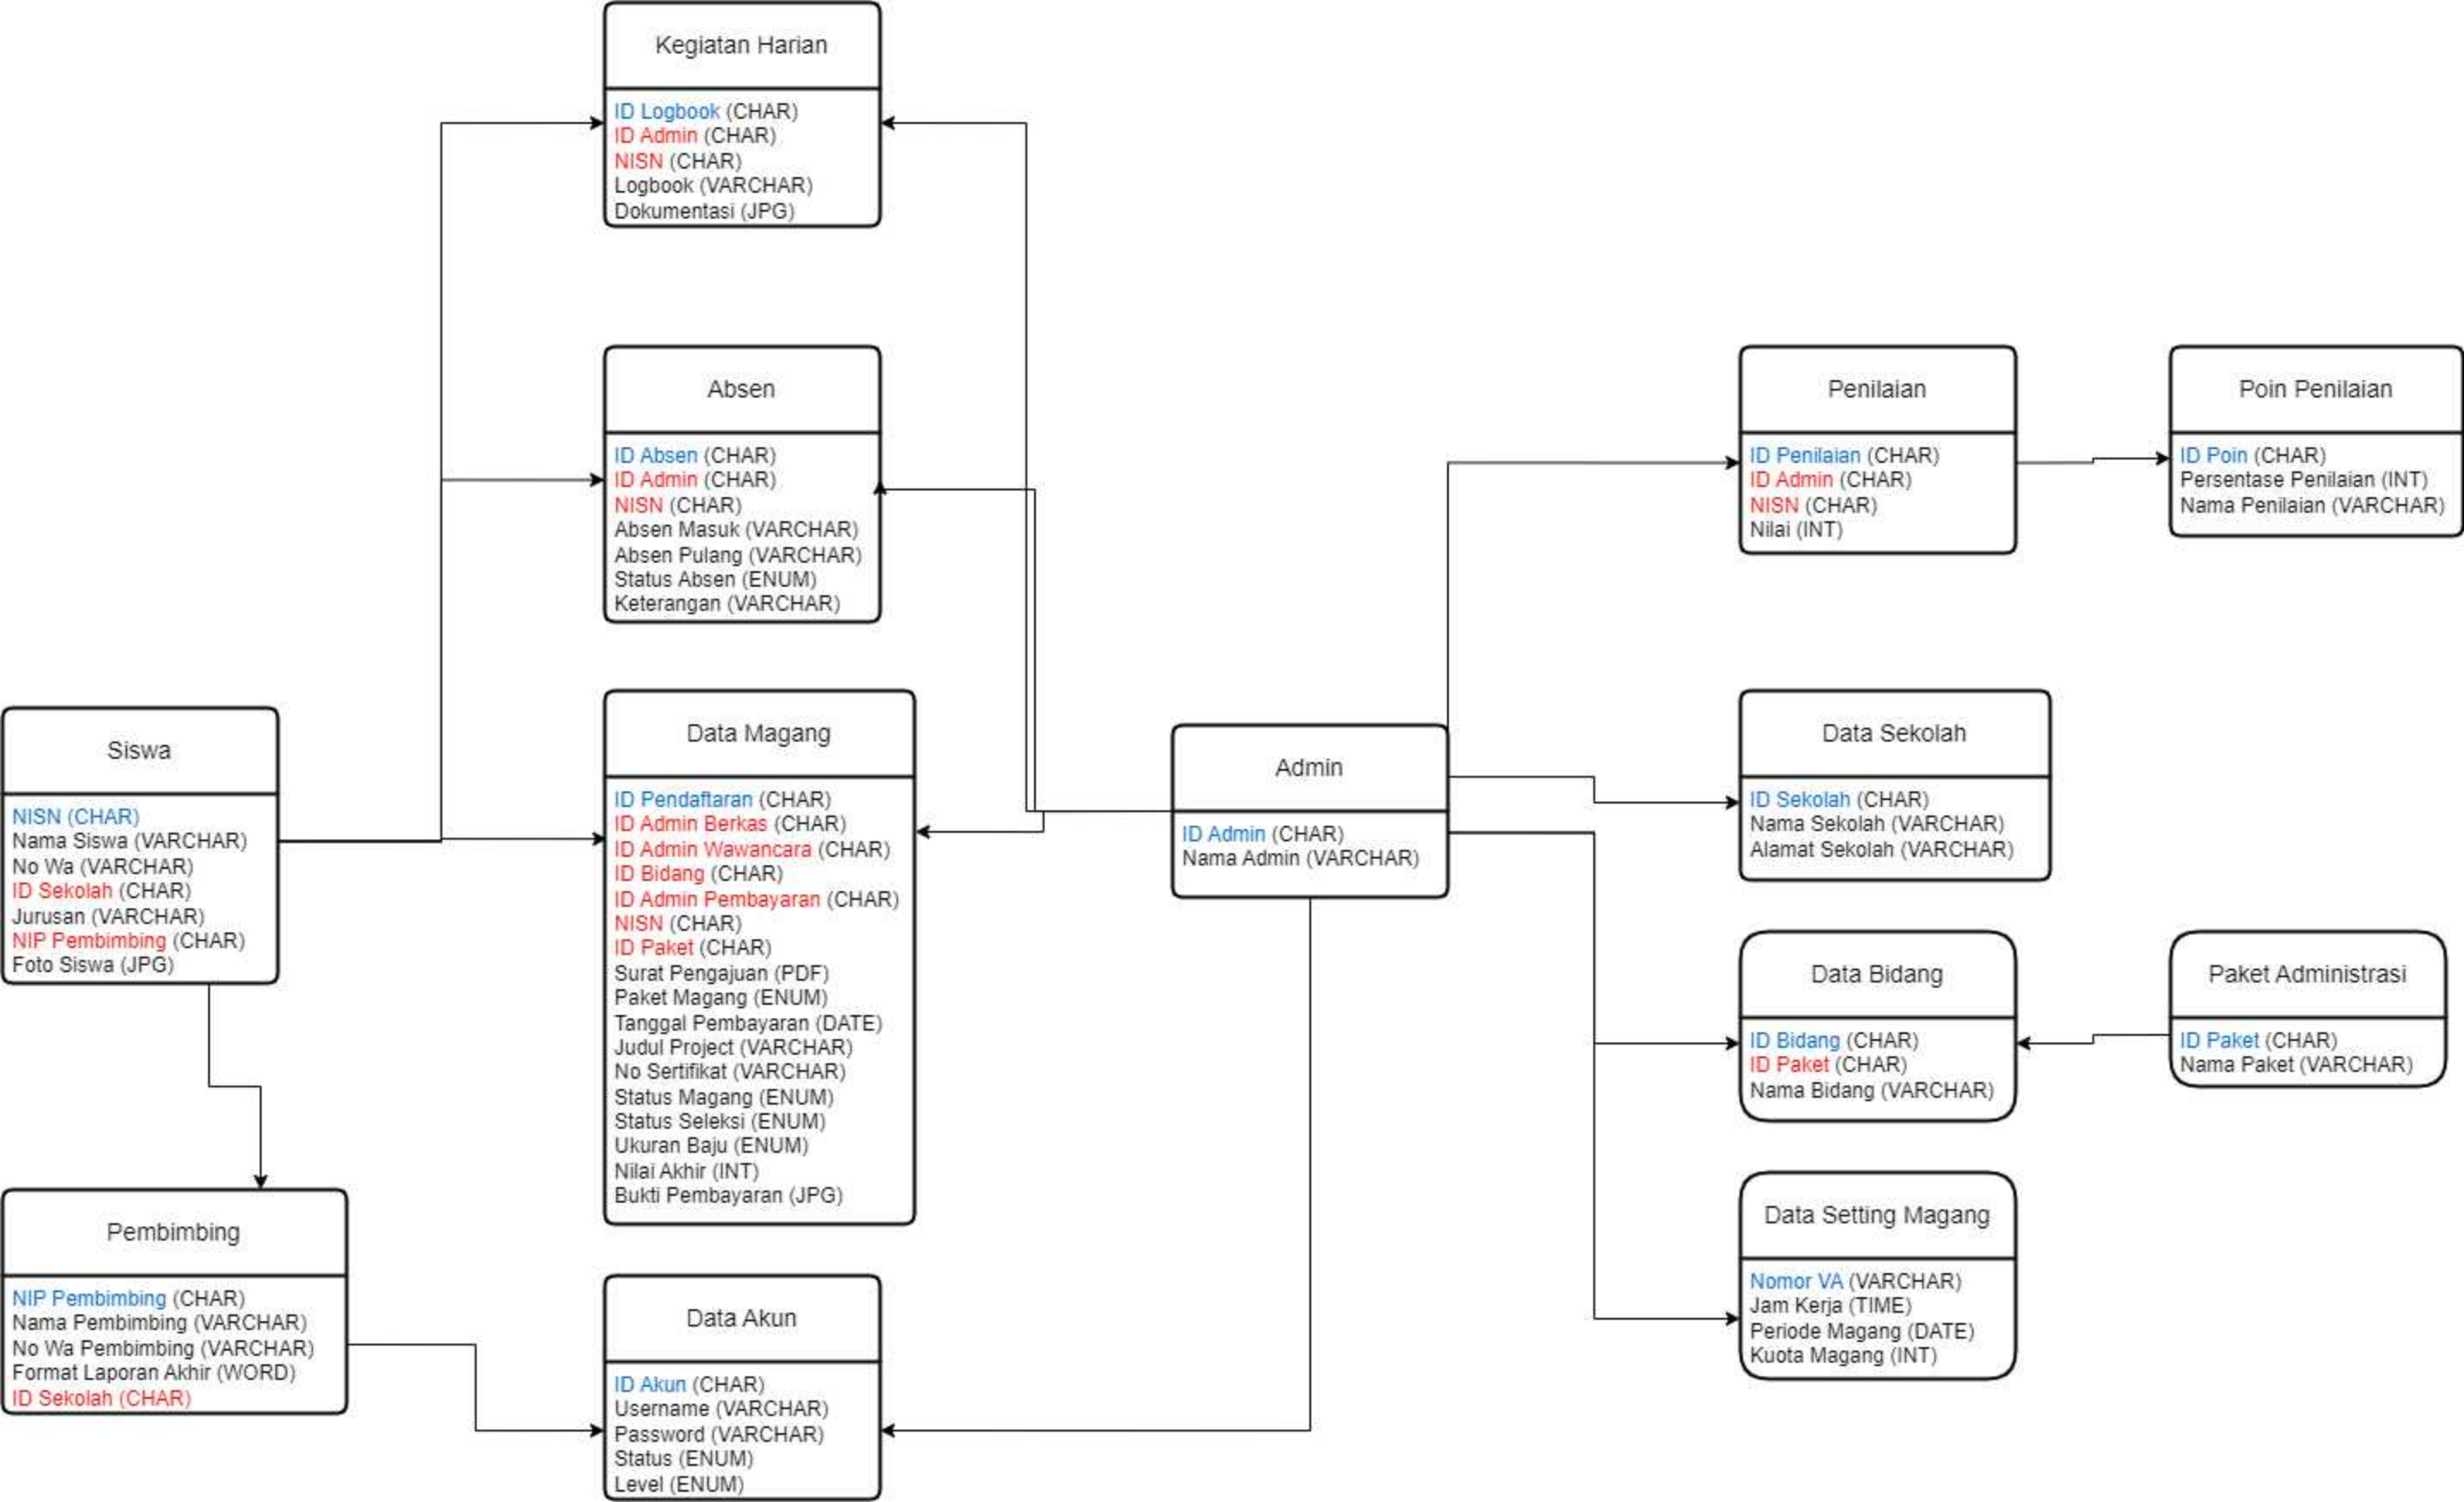 Kegiatan Harian
ID Logbook (CHAR)
ID Admin (CHAR)
NISN (CHAR)
Logbook (VARCHAR)
Dokumentasi (JPG)
Absen
ID Absen (CHAR)
ID Admin (CHAR)
NISN (CHAR)
Absen Masuk (VARCHAR)
Absen Pulang (VARCHAR)
Status Absen (ENUM)
Keterangan (VARCHAR)
Penilaian
ID Penilaian (CHAR)
ID Admin (CHAR)
NISN (CHAR)
Nilai (INT)
Poin Penilaian
ID Poin (CHAR)
Persentase Penilaian (INT)
Nama Penilaian (VARCHAR)
Siswa
NISN (CHAR)
Nama Siswa (VARCHAR)
No Wa (VARCHAR)
ID Sekolah (CHAR)
Jurusan (VARCHAR)
NIP Pembimbing (CHAR)
Foto Siswa (JPG)
Data Magang
ID Pendaftaran (CHAR)
ID Admin Berkas (CHAR)
ID Admin Wawancara (CHAR)
ID Bidang (CHAR)
ID Admin Pembayaran (CHAR)
NISN (CHAR)
ID Paket (CHAR)
Surat Pengajuan (PDF)
Paket Magang (ENUM)
Tanggal Pembayaran (DATE)
Judul Project (VARCHAR)
No Sertifikat (VARCHAR)
Status Magang (ENUM)
Status Seleksi (ENUM)
Ukuran Baju (ENUM)
Nilai Akhir (INT)
Bukti Pembayaran (JPG)
Admin
ID Admin (CHAR)
Nama Admin (VARCHAR)
Data Sekolah
ID Sekolah (CHAR)
Nama Sekolah (VARCHAR)
Alamat Sekolah (VARCHAR)
Data Bidang
ID Bidang (CHAR)
ID Paket (CHAR)
Nama Bidang (VARCHAR)
Paket Administrasi
ID Paket (CHAR)
Nama Paket (VARCHAR)
Pembimbing
NIP Pembimbing (CHAR)
Nama Pembimbing (VARCHAR)
No Wa Pembimbing (VARCHAR)
Format Laporan Akhir (WORD)
ID Sekolah (CHAR)
Data Akun
ID Akun (CHAR)
Username (VARCHAR)
Password (VARCHAR)
Status (ENUM)
Level (ENUM)
Data Setting Magang
Nomor VA (VARCHAR)
Jam Kerja (TIME)
Periode Magang (DATE)
Kuota Magang (INT)